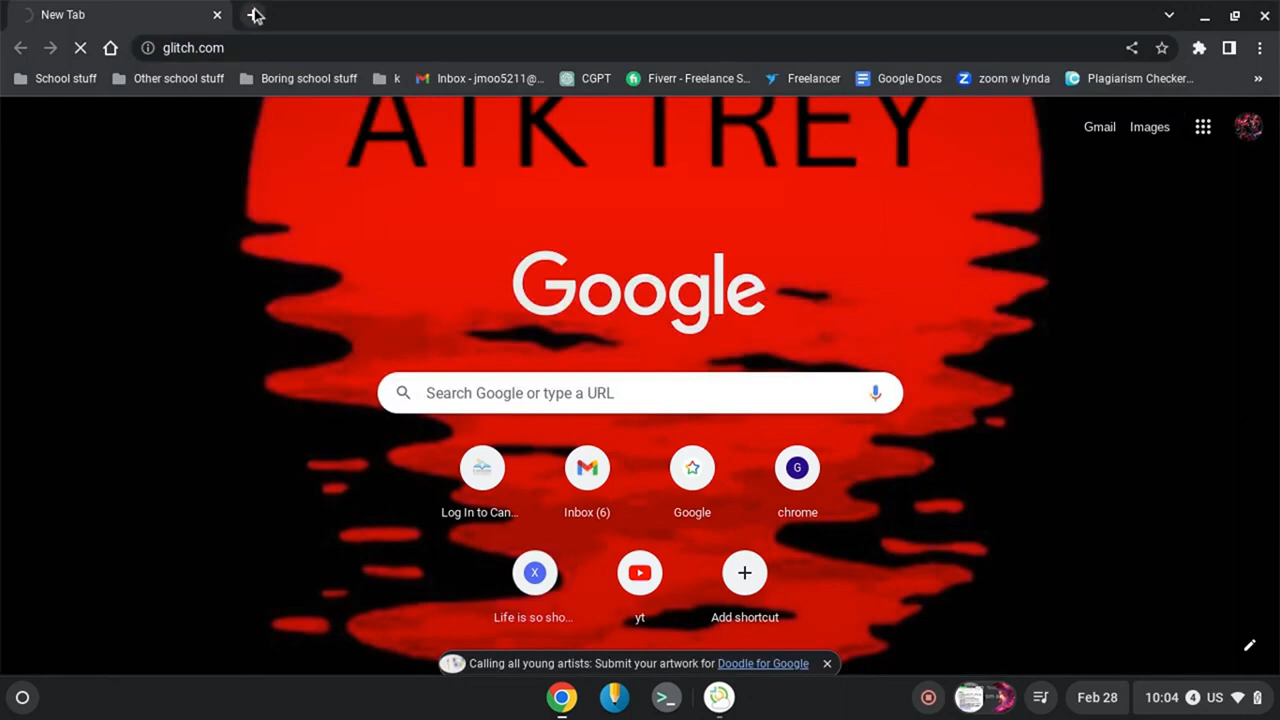 New Tab
glitch.com
School stuff
Other school stuff
Boring school stuff
k
Inbox - jmoo5211@...
CGPT
Fiverr - Freelance S...
Freelancer
Google Docs
Z
zoom w lynda
Plagiarism Checker...
ATK TREY
Gmail
Images
Google
Search Google or type a URL
G
Log In to Can...
Inbox (6)
Google
chrome
X
Life is so sho...
yt
Add shortcut
Calling all young artists: Submit your artwork for Doodle for Google
Feb 28
10:04
4
US